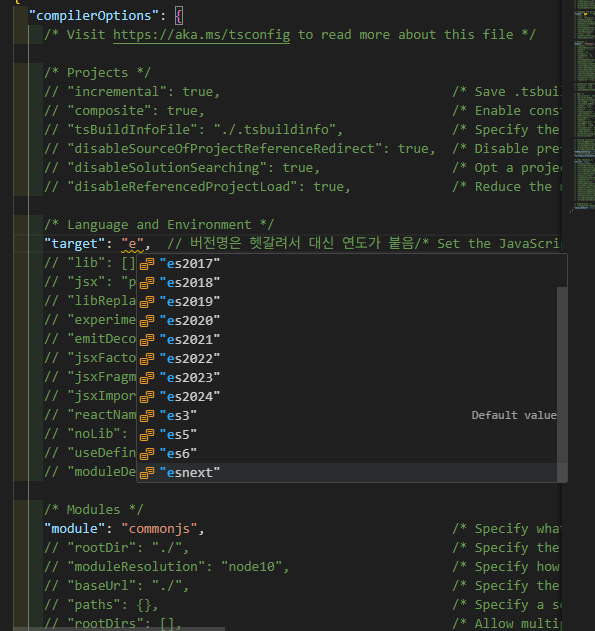 "compilerOptions": {
/* Visit https://aka.ms/tsconfig to read more about this file */
/* Projects */
// "incremental": true, /* Save .tsbuil
// "composite": true, /* Enable const
// "tsBuildInfoFile": "./.tsbuildinfo", /* Specify the
// "disableSourceOfProjectReferenceRedirect": true, /* Disable pre
// "disableSolutionSearching": true, /* Opt a proje
// "disableReferencedProjectLoad": true, /* Reduce the
/* Language and Environment */
"target": "e", // 버전명은 헷갈려서 대신 연도가 붙음/* Set the JavaScri
// "lib": []
"es2017"
// "jsx": "p
"es2018"
// "libRepla
"es2019"
// "experime
"es2020"
// "emitDeco
"es2021"
// "jsxFacto
"es2022"
// "jsxFragm
"es2023"
// "jsxImpor
"es2024"
// "reactNam
"es3" Default value
// "noLib":
"es5"
// "useDefin
"es6"
// "moduleDe
"esnext"
/* Modules */
"module": "commonjs", /* Specify wha
// "rootDir": "./", /* Specify the
// "moduleResolution": "node10", /* Specify how
// "baseUrl": "./", /* Specify the
// "paths": {}, /* Specify a se
// "rootDirs": [], /* Allow multip